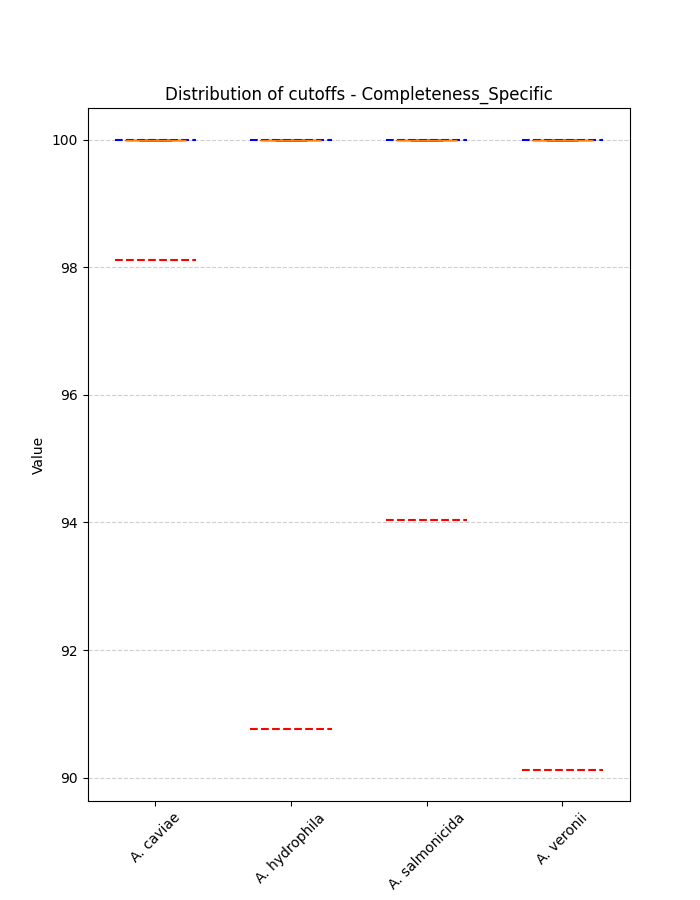 Distribution of cutoffs - Completeness_Specific
100
98
96
94
92
90
Value
A. caviae
A. hydrophila
A. salmonicida
A. veronii